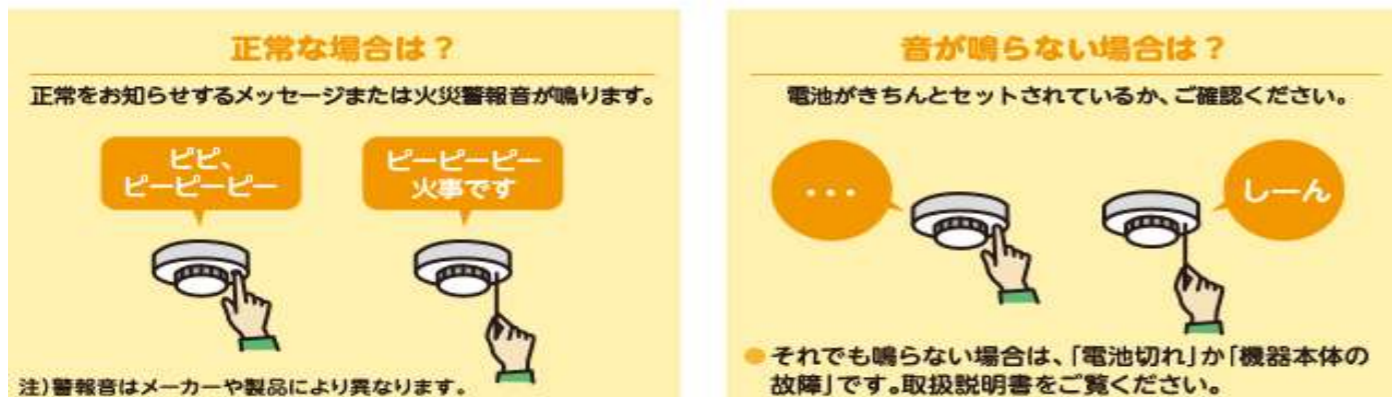 正常な場合は？
正常をお知らせするメッセージまたは火災警報音が鳴ります。
ピピ、
ピーピーピー
ピーピーピー
火事です
注)警報音はメーカーや製品により異なります。
音が鳴らない場合は？
電池がきちんとセットされているか、ご確認ください。
・・・
しーん
●それでも鳴らない場合は、「電池切れ」か「機器本体の
故障」です。取扱説明書をご覧ください。